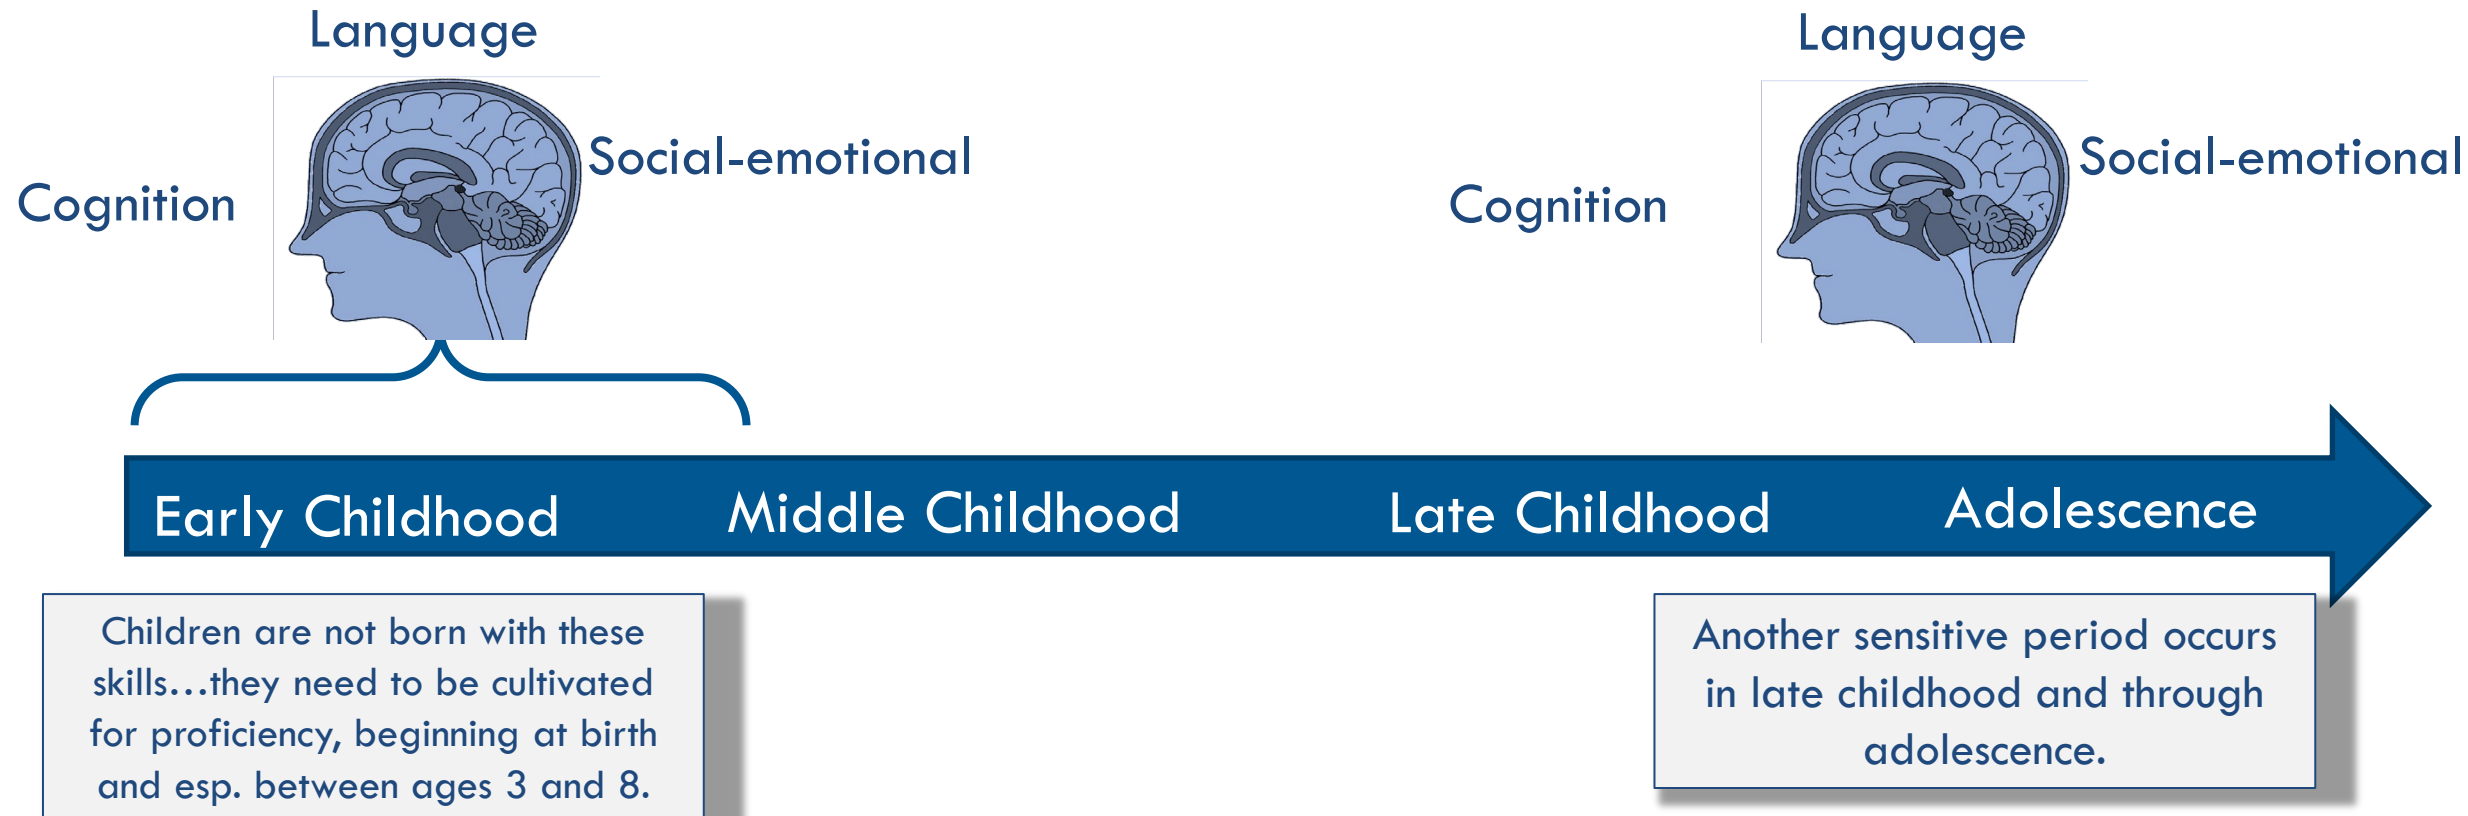 Language
Cognition
Social-emotional
Language
Cognition
Social-emotional
Early Childhood
Middle Childhood
Late Childhood
Adolescence
Children are not born with these
skills…they need to be cultivated
for proficiency, beginning at birth
and esp. between ages 3 and 8.
Another sensitive period occurs
in late childhood and through
adolescence.